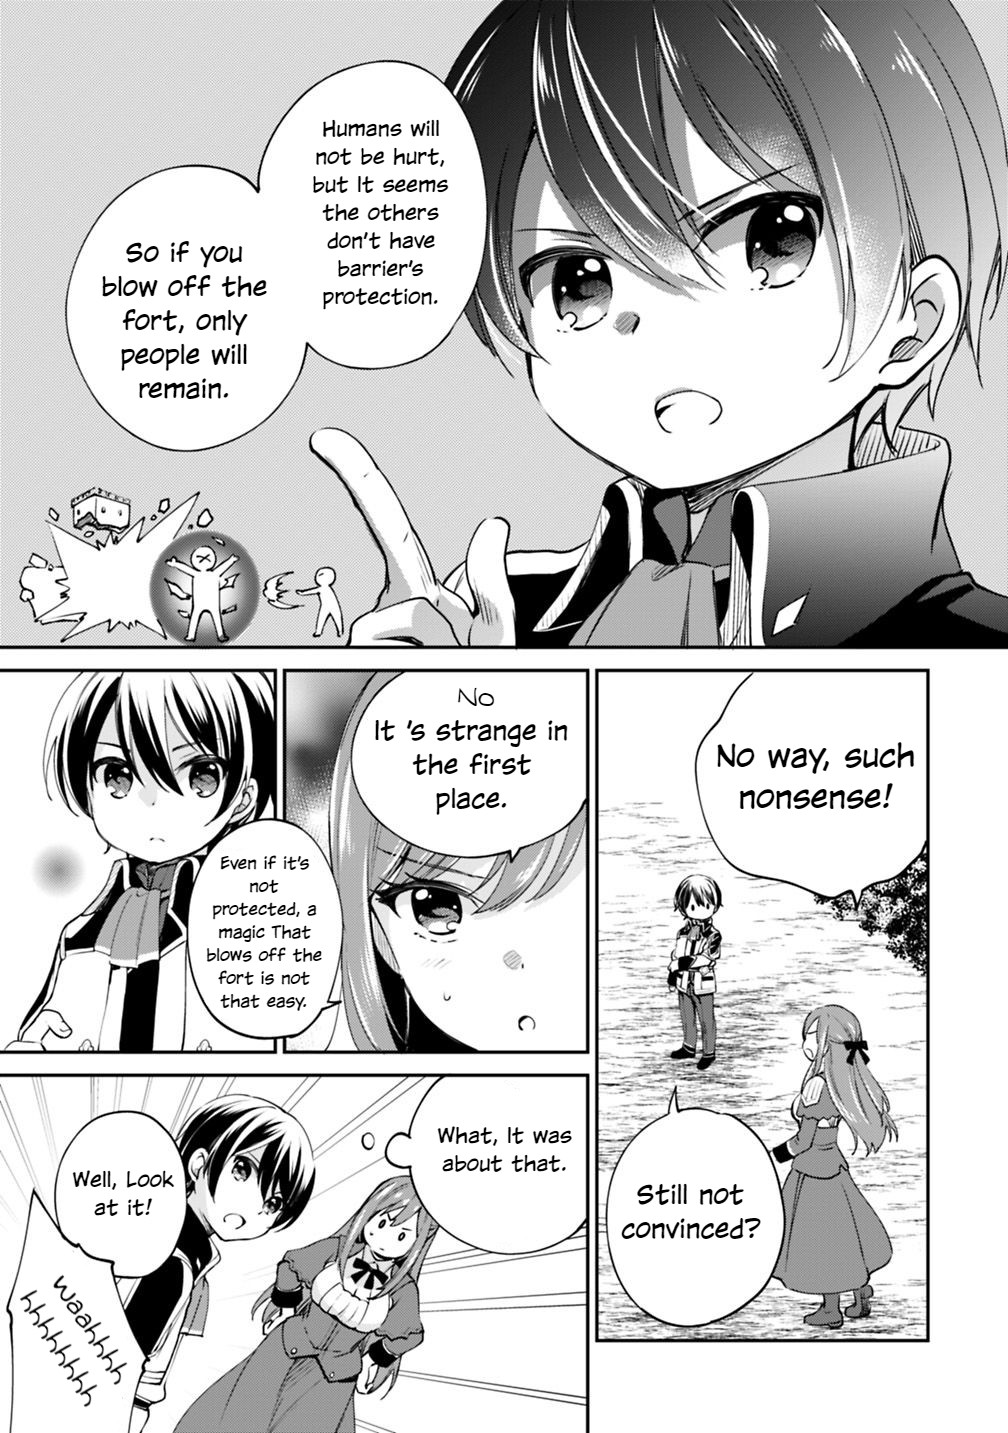 Humans will
not be hurt,
but It seems
the others
don't have
barrier's
protection.
So if you
blow off the
fort, only
people will
remain.
No way, such
nonsense!
Still not
convinced?
No
It 's strange in
the first
place.
Even if it's
not
protected, a
magic That
blows off the
fort is not
that easy.
What, It was
about that.
Well, Look
at it!
waahhhh
hhhhhhhh